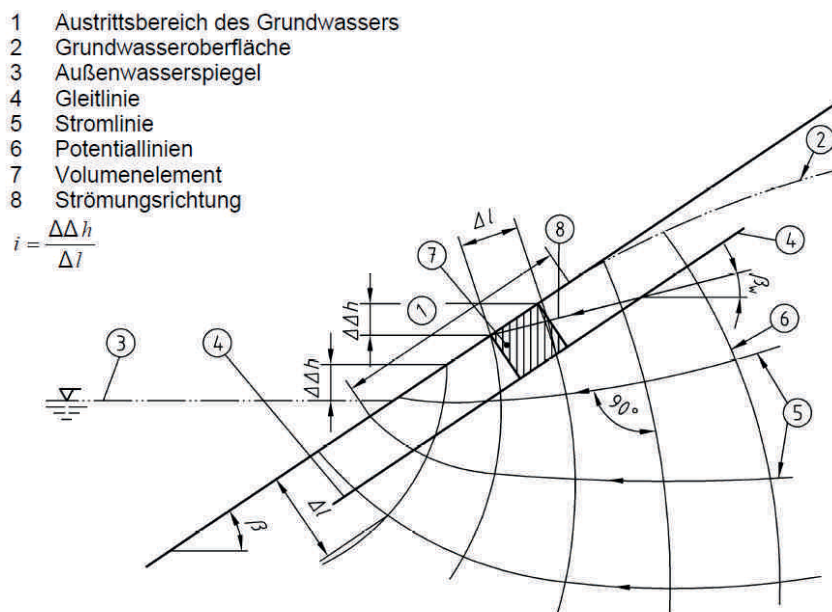 1 Austrittsbereich des Grundwassers
2 Grundwasseroberfläche
3 Außenwasserspiegel
4 Gleitlinie
5 Stromlinie
6 Potentiallinien
7 Volumenelement
8 Strömungsrichtung
i = ΔΔh / Δl
2
Δl
8
7
4
1
β_w
ΔΔh
6
3
4
ΔΔh
90°
5
Δl
β